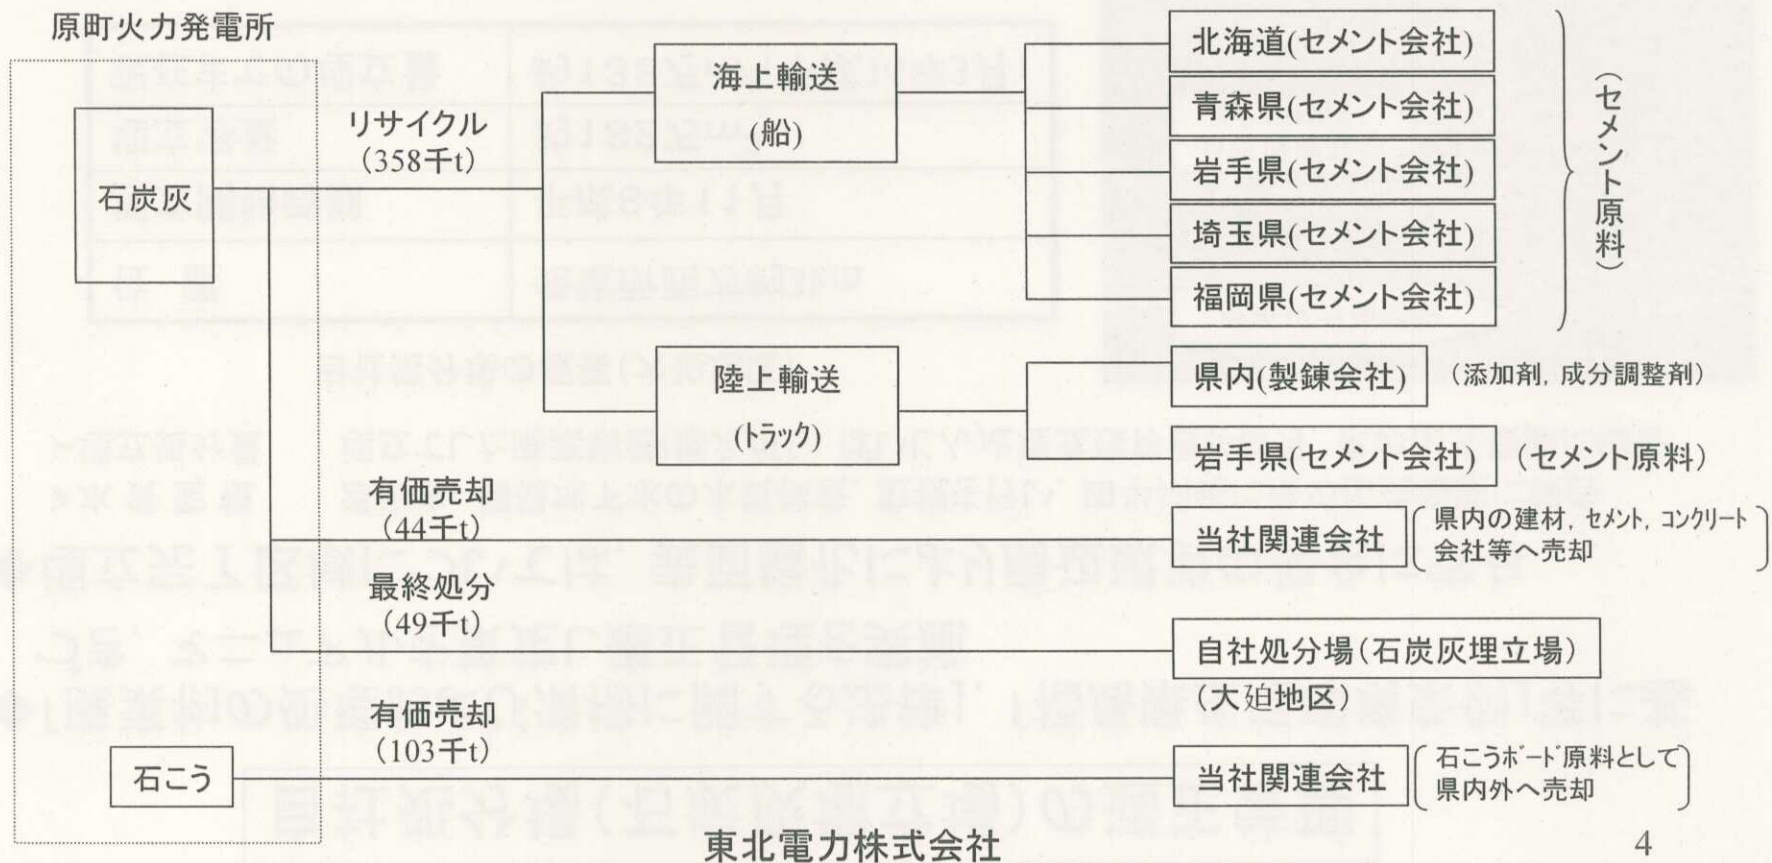 原町火力発電所
石炭灰
リサイクル
(358千t)
海上輸送
(船)
北海道(セメント会社)
青森県(セメント会社)
岩手県(セメント会社)
埼玉県(セメント会社)
福岡県(セメント会社)
(セメント原料)
陸上輸送
(トラック)
県内(製錬会社)
(添加剤, 成分調整剤)
岩手県(セメント会社)
(セメント原料)
有価売却
(44千t)
当社関連会社
県内の建材, セメント, コンクリート
会社等へ売却
最終処分
(49千t)
自社処分場(石炭灰埋立場)
(大迫地区)
有価売却
(103千t)
石こう
当社関連会社
石こうボード原料として
県内外へ売却
東北電力株式会社
4